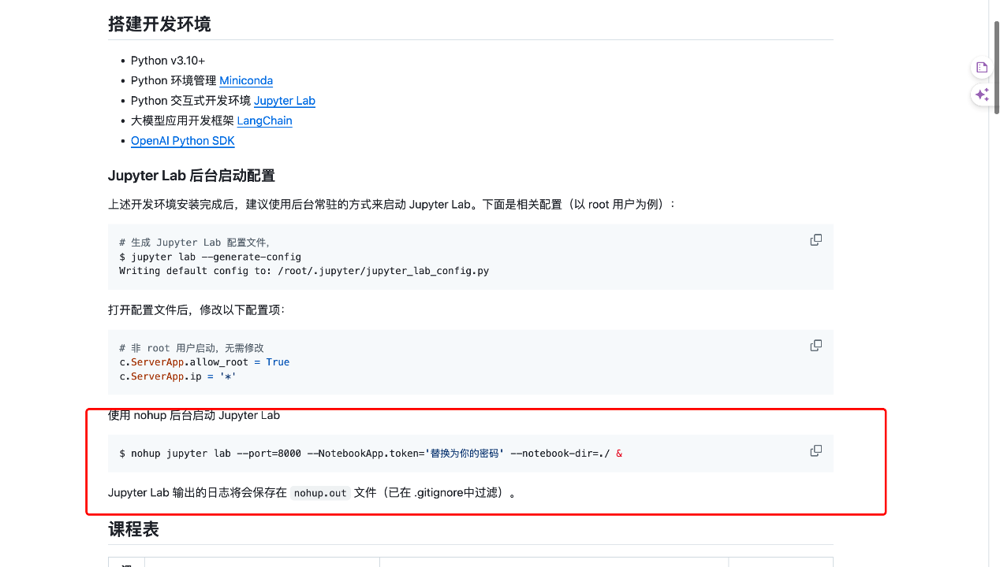 搭建开发环境
Python v3.10+
Python 环境管理 Miniconda
Python 交互式开发环境 Jupyter Lab
大模型应用开发框架 LangChain
OpenAI Python SDK
Jupyter Lab 后台启动配置
上述开发环境安装完成后，建议使用后台常驻的方式来启动 Jupyter Lab。下面是相关配置（以 root 用户为例）：
# 生成 Jupyter Lab 配置文件，
$ jupyter lab --generate-config
Writing default config to: /root/.jupyter/jupyter_lab_config.py
打开配置文件后，修改以下配置项：
# 非 root 用户启动，无需修改
c.ServerApp.allow_root = True
c.ServerApp.ip = '*'
使用 nohup 后台启动 Jupyter Lab
$ nohup jupyter lab --port=8000 --NotebookApp.token='替换为你的密码' --notebook-dir=./ &
Jupyter Lab 输出的日志将会保存在 nohup.out 文件（已在 .gitignore中过滤）。
课程表